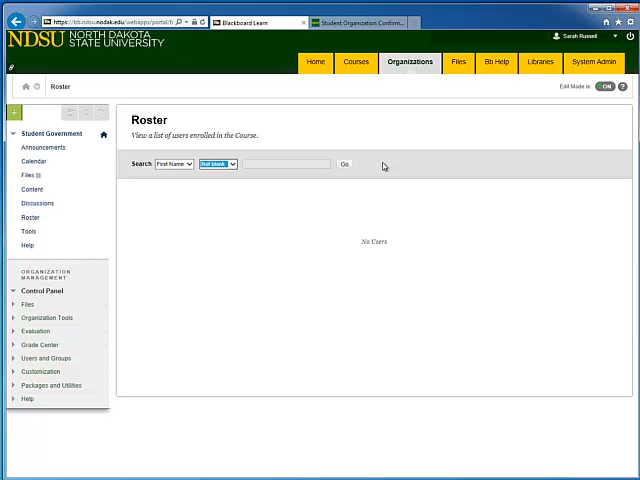 https://bb.ndsu.nodak.edu/webapps/portal/f
Blackboard Learn
Student Organization Confirm...
NDSU NORTH DAKOTA
STATE UNIVERSITY
Sarah Russell
Home
Courses
Organizations
Files
Bb Help
Libraries
System Admin
Roster
Edit Mode is:
ON
?
Student Government
Announcements
Calendar
Files
Content
Discussions
Roster
Tools
Help
ORGANIZATION
MANAGEMENT
Control Panel
Files
Organization Tools
Evaluation
Grade Center
Users and Groups
Customization
Packages and Utilities
Help
Roster
View a list of users enrolled in the Course.
Search
First Name
Not blank
Go
No Users